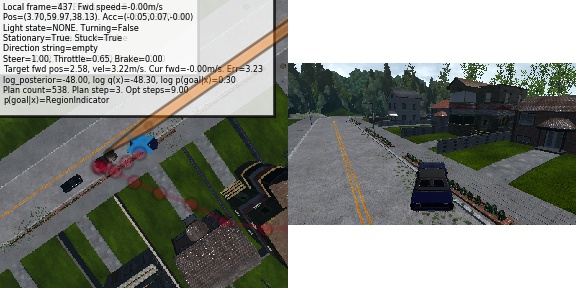 Local frame=437. Fwd speed=-0.00m/s
Pos=(3.70,59.97,38.13). Acc=(-0.05,0.07,-0.00)
Light state=NONE. Turning=False
Stationary=True. Stuck=True
Direction string=empty
Steer=1.00, Throttle=0.65, Brake=0.00
Target fwd pos=2.58, vel=3.22m/s. Cur fwd=-0.00m/s. Err=3.23
log_posterior=-48.00, log q(x)=-48.30, log p(goal|x)=0.30
Plan count=538. Plan step=3. Opt steps=9.00
p(goal|x)=RegionIndicator